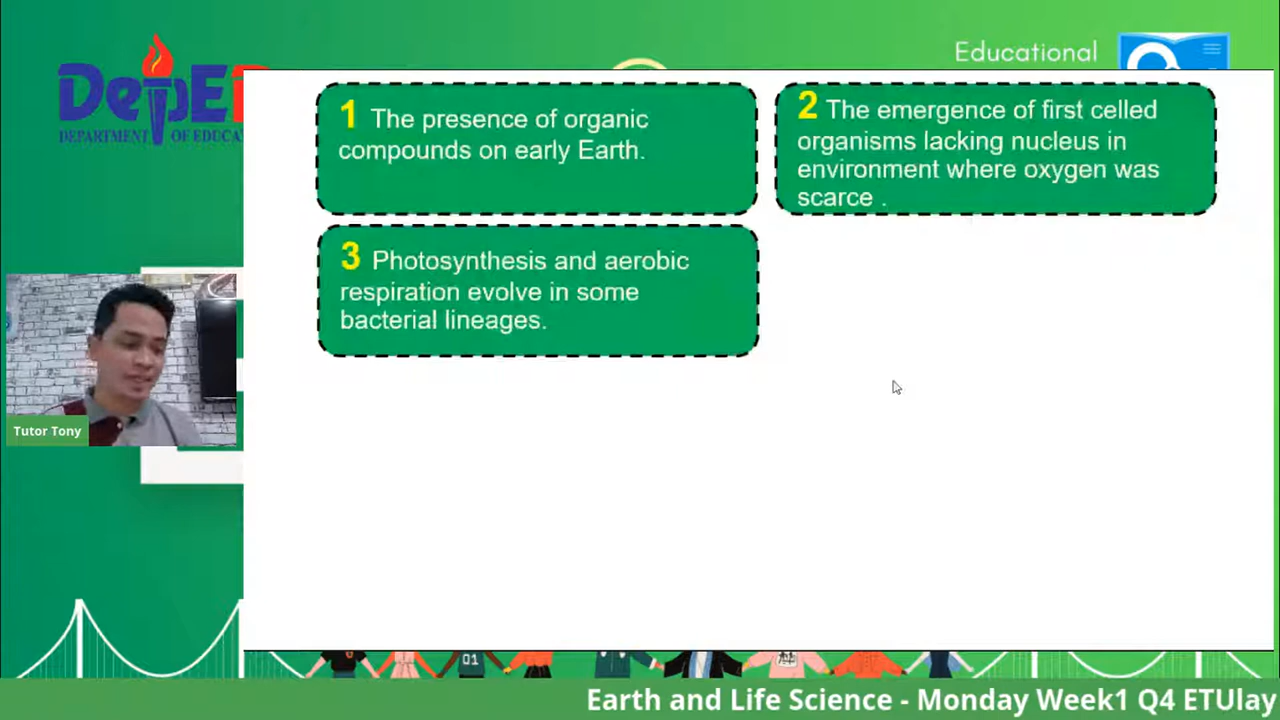 DepE
DEPARTMENT OF EDUCA
Educational
1 The presence of organic
compounds on early Earth.
2 The emergence of first celled
organisms lacking nucleus in
environment where oxygen was
scarce .
3 Photosynthesis and aerobic
respiration evolve in some
bacterial lineages.
Tutor Tony
01
Earth and Life Science - Monday Week1 Q4 ETUlay